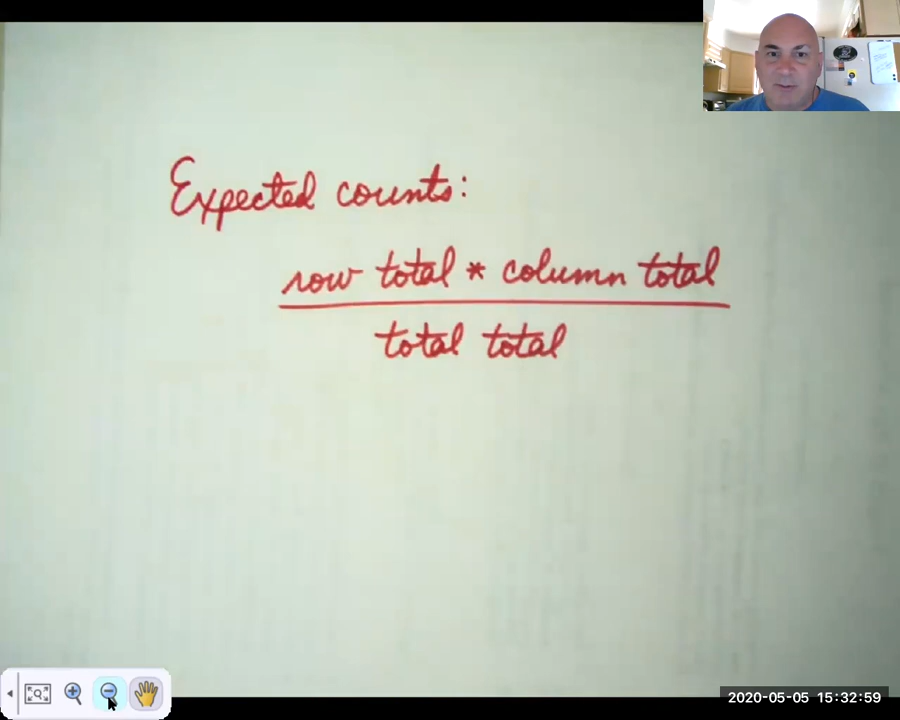 Expected counts:
row total * column total
total total
2020-05-05 15:32:59